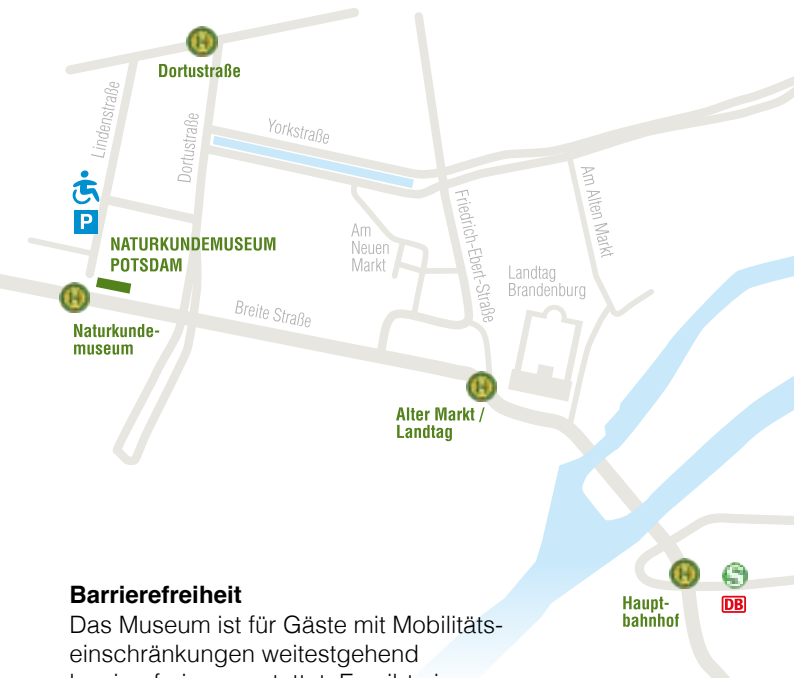 H
Dortustraße
Lindenstraße
Dortustraße
Yorkstraße
P
NATURKUNDEMUSEUM
POTSDAM
H
Naturkunde-
museum
Breite Straße
Am
Neuen
Markt
Friedrich-Ebert-Straße
Am Alten Markt
Landtag
Brandenburg
H
Alter Markt /
Landtag
H
S
DB
Haupt-
bahnhof
Barrierefreiheit
Das Museum ist für Gäste mit Mobilitäts-
einschränkungen weitestgehend